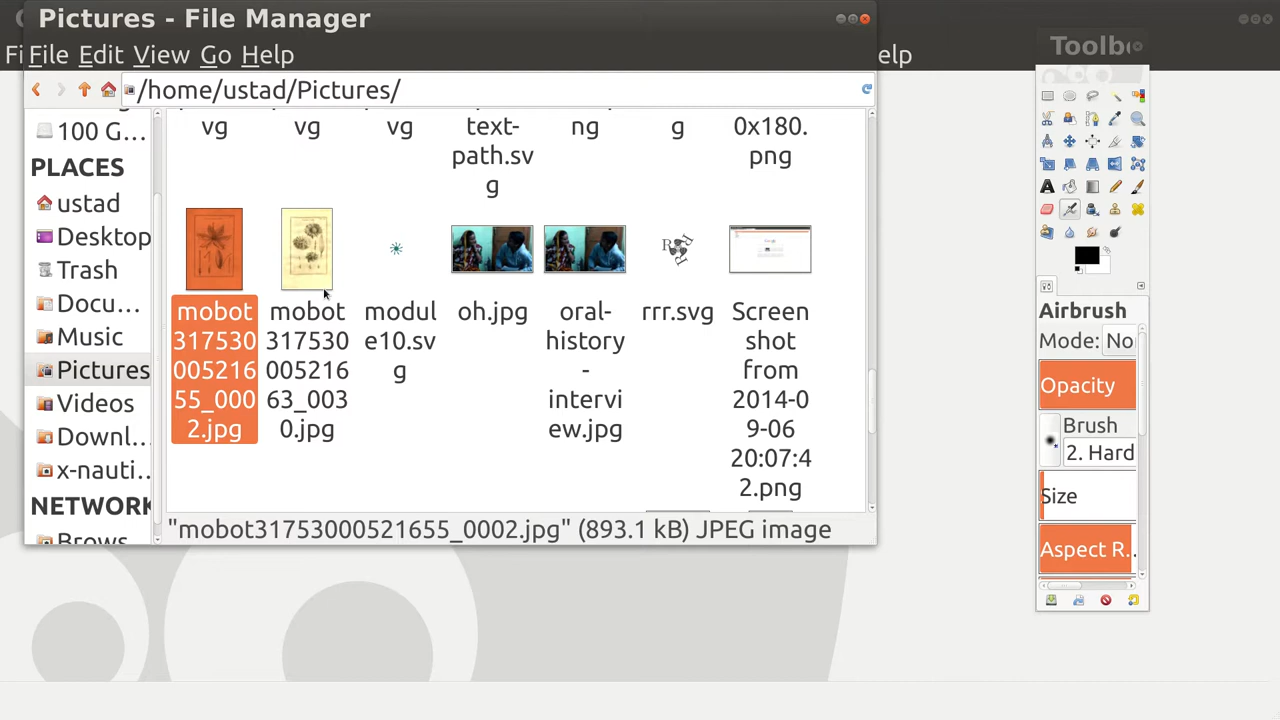 Pictures - File Manager
Fi File Edit View Go Help
elp
/home/ustad/Pictures/
100 G...
PLACES
ustad
Desktop
Trash
Docu...
Music
Pictures
Videos
Downl...
x-nauti...
NETWORK
Brows
vg
vg
vg
text-
path.sv
g
ng
g
0x180.
png
mobot
317530
005216
55_000
2.jpg
mobot
317530
005216
63_003
0.jpg
modul
e10.sv
g
oh.jpg
oral-
history
-
intervi
ew.jpg
rrr.svg
Screen
shot
from
2014-0
9-06
20:07:4
2.png
"mobot31753000521655_0002.jpg" (893.1 kB) JPEG image
Toolb
Airbrush
Mode: No
Opacity
Brush
2. Hard
Size
Aspect R...